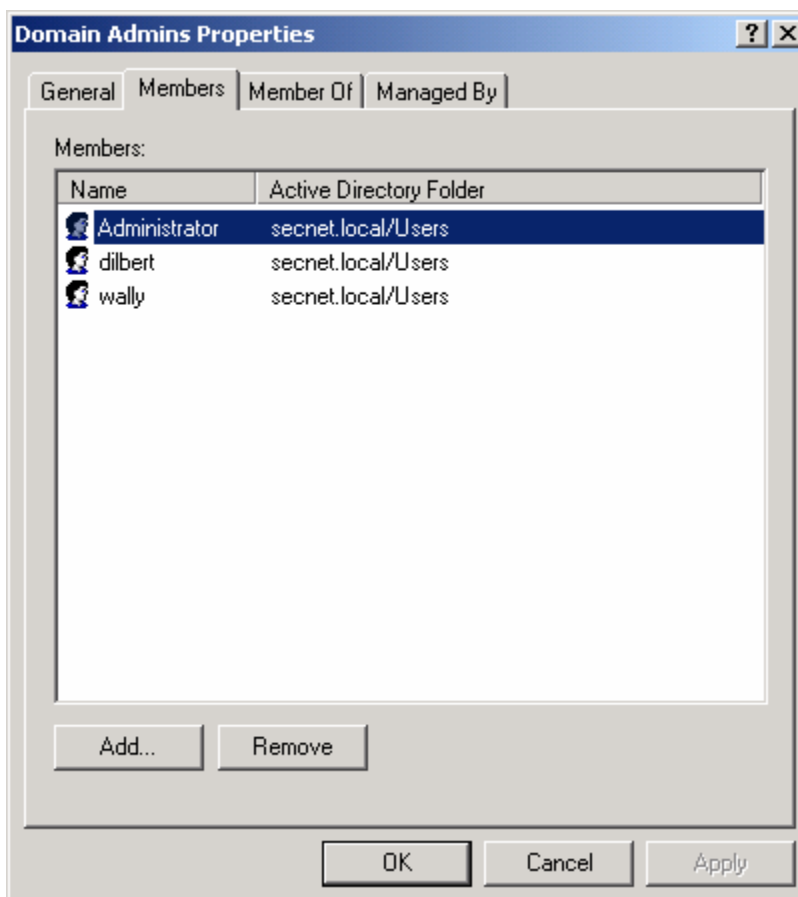 Domain Admins Properties
General Members Member Of Managed By
Members:
Name Active Directory Folder
Administrator secnet.local/Users
dilbert secnet.local/Users
wally secnet.local/Users
Add... Remove
OK Cancel Apply